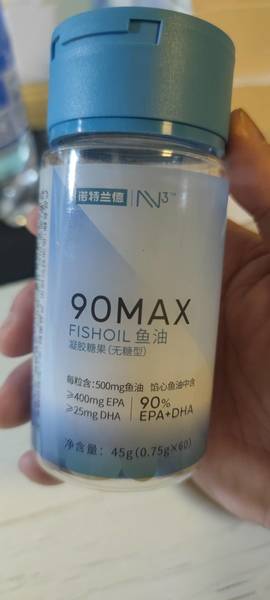 诺特兰德 N³™
90MAX
FISHOIL 鱼油
凝胶糖果(无糖型)
每粒含:500mg鱼油 馅心鱼油中含
≥400mg EPA 90%
≥25mg DHA EPA+DHA
净含量: 45g(0.75g×60)